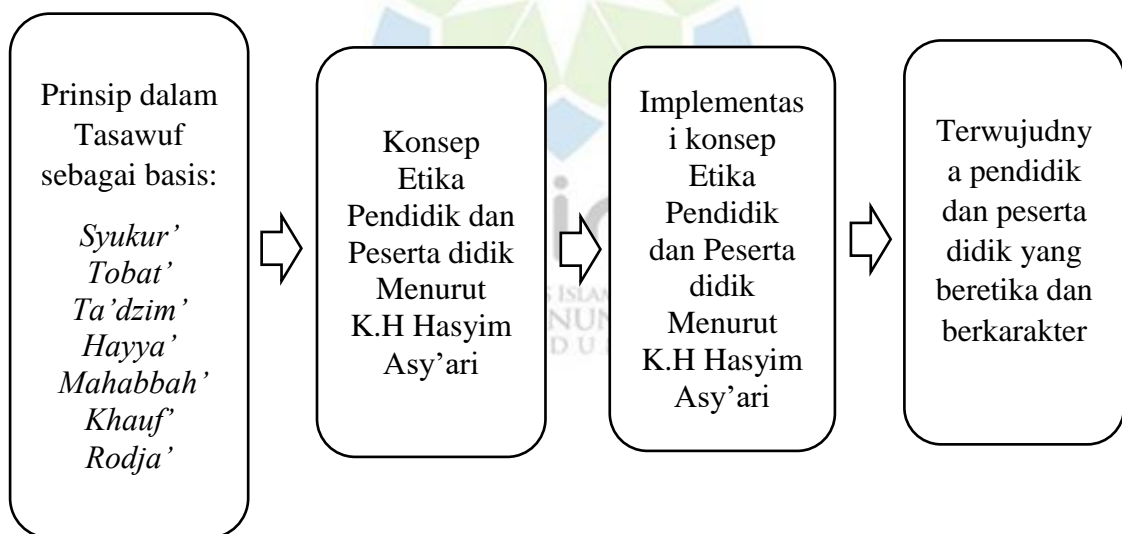 Prinsip dalam
Tasawuf
sebagai basis:
Syukur’
Tobat’
Ta’dzim’
Hayya’
Mahabbah’
Khauf’
Rodja’
Konsep
Etika
Pendidik dan
Peserta didik
Menurut
K.H Hasyim
Asy’ari
Implementas
i konsep
Etika
Pendidik
dan Peserta
didik
Menurut
K.H Hasyim
Asy’ari
Terwujudny
a pendidik
dan peserta
didik yang
beretika dan
berkarakter